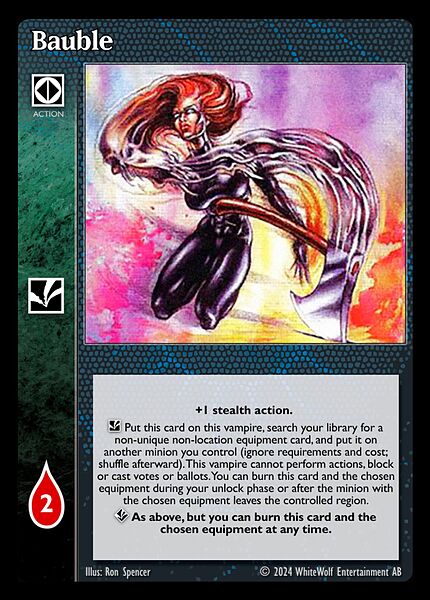 Bauble
ACTION
+1 stealth action.
Put this card on this vampire, search your library for a
non-unique non-location equipment card, and put it on
another minion you control (ignore requirements and cost;
shuffle afterward). This vampire cannot perform actions, block
or cast votes or ballots. You can burn this card and the chosen
equipment during your unlock phase or after the minion with
the chosen equipment leaves the controlled region.
As above, but you can burn this card and the
chosen equipment at any time.
2
Illus: Ron Spencer © 2024 WhiteWolf Entertainment AB